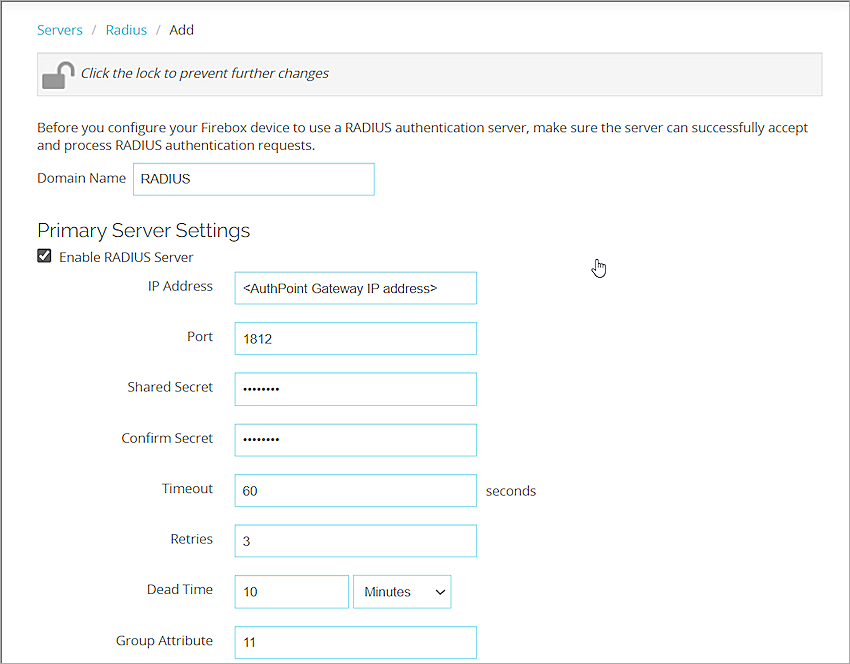 Servers / Radius / Add
Click the lock to prevent further changes
Before you configure your Firebox device to use a RADIUS authentication server, make sure the server can successfully accept
and process RADIUS authentication requests.
Domain Name RADIUS
Primary Server Settings
Enable RADIUS Server
IP Address <AuthPoint Gateway IP address>
Port 1812
Shared Secret ••••••••
Confirm Secret ••••••••
Timeout 60 seconds
Retries 3
Dead Time 10 Minutes
Group Attribute 11